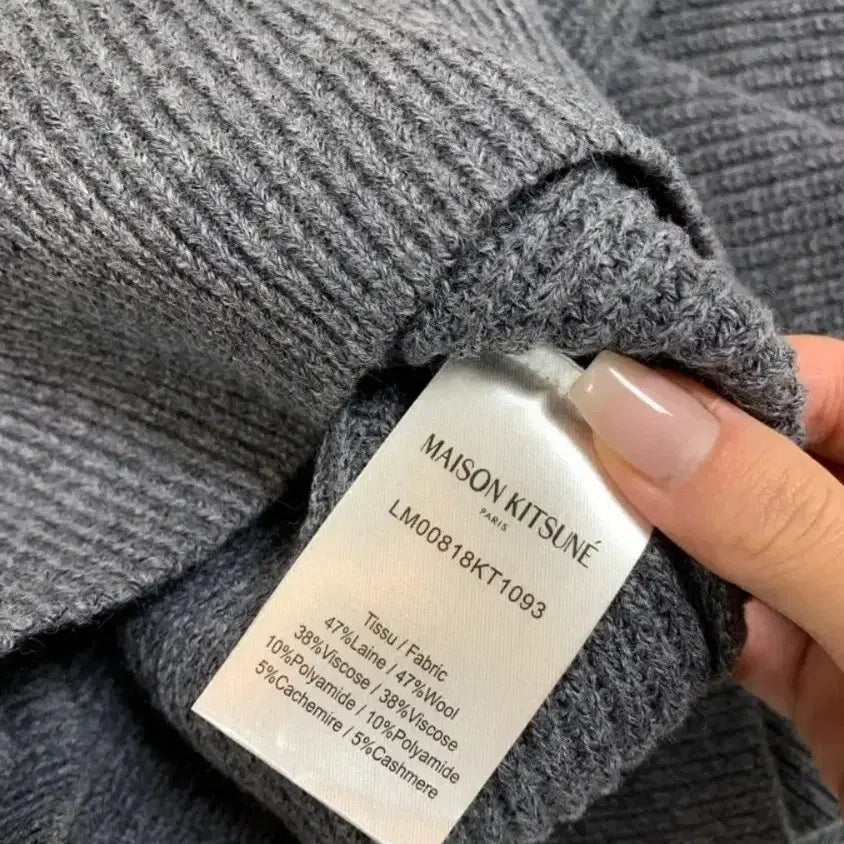 MAISON KITSUNÉ
PARIS
LM00818KT1093
Tissu / Fabric
47%Laine / 47%Wool
38%Viscose / 38%Viscose
10%Polyamide / 10%Polyamide
5%Cachemire / 5%Cashmere